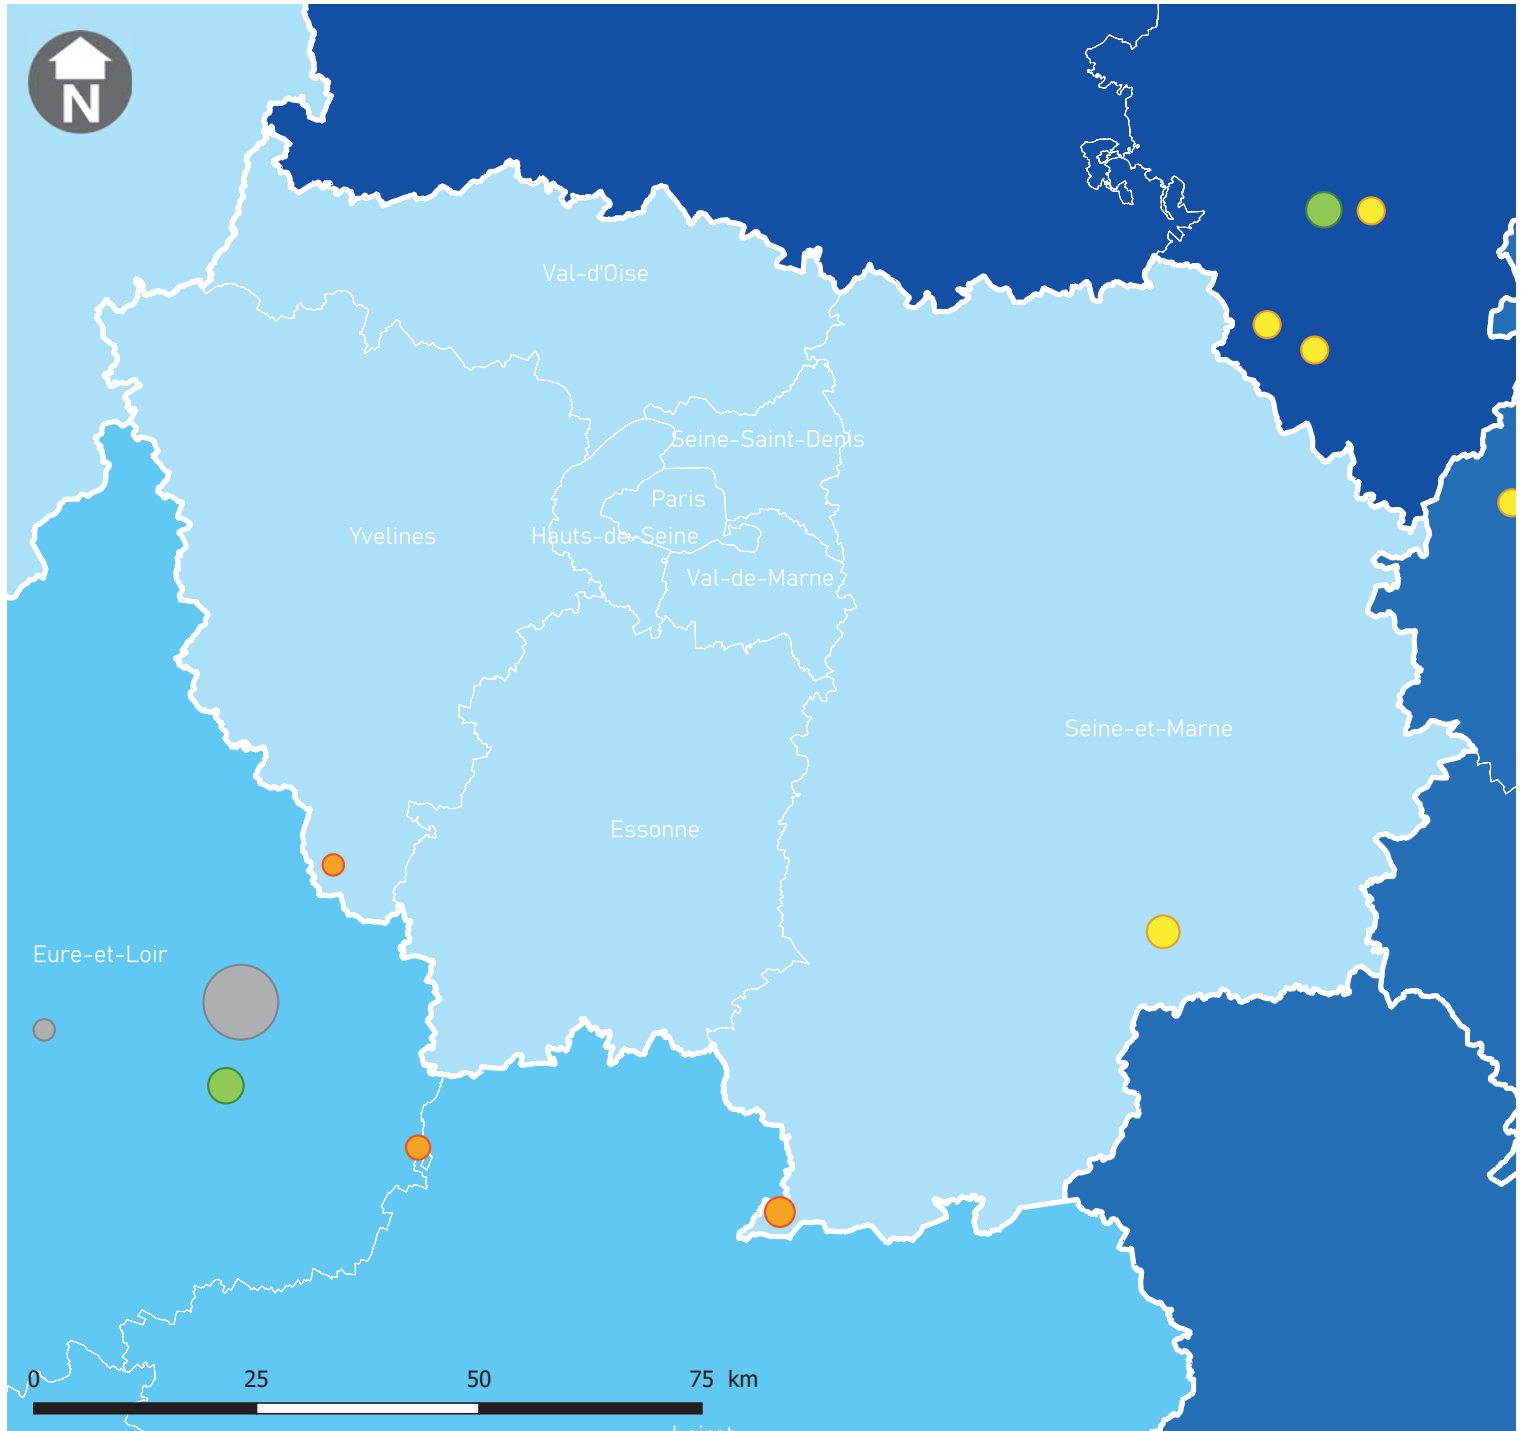 N
Val-d'Oise
Seine-Saint-Denis
Paris
Yvelines
Hauts-de-Seine
Val-de-Marne
Seine-et-Marne
Essonne
Eure-et-Loir
0 25 50 75 km